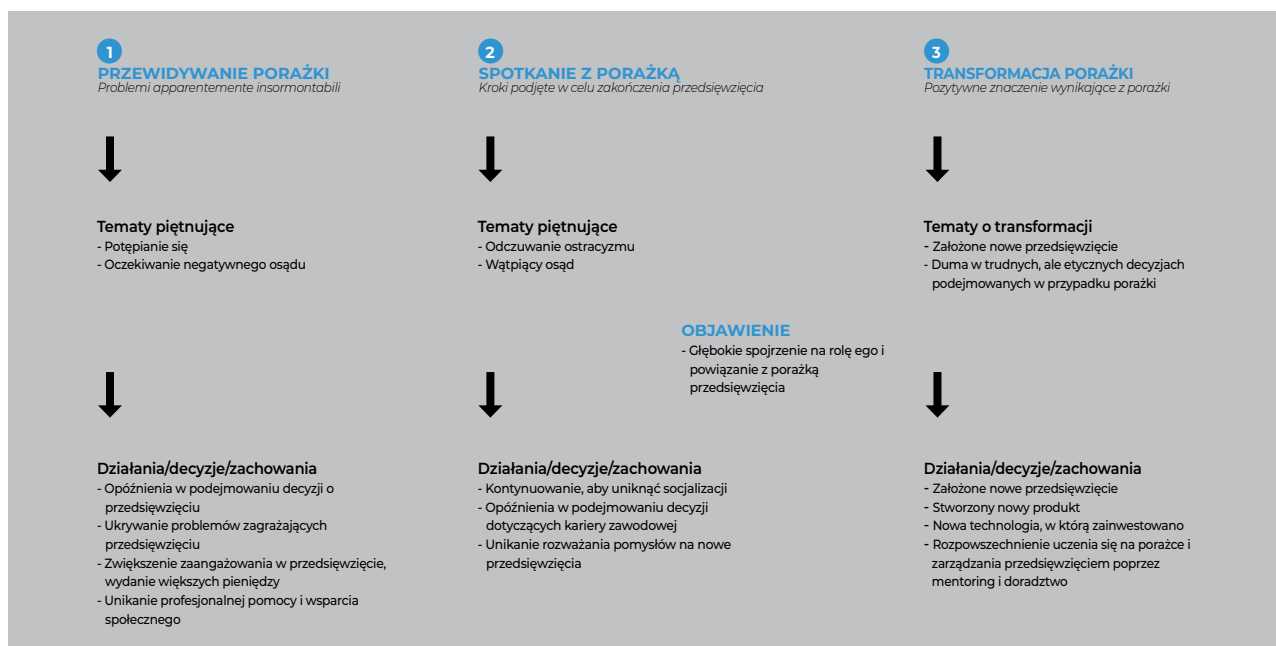 1
PRZEWIDYWANIE PORAŻKI
Problemi apparentemente insormontabili
Tematy piętnujące
- Potępianie się
- Oczekiwanie negatywnego osądu
Działania/decyzje/zachowania
- Opóźnienia w podejmowaniu decyzji o
przedsięwzięciu
- Ukrywanie problemów zagrażających
przedsięwzięciu
- Zwiększenie zaangażowania w przedsięwzięcie,
wydanie większych pieniędzy
- Unikanie profesjonalnej pomocy i wsparcia
społecznego
2
SPOTKANIE Z PORAŻKĄ
Kroki podjęte w celu zakończenia przedsięwzięcia
Tematy piętnujące
- Odczuwanie ostracyzmu
- Wątpiący osąd
OBJAWIENIE
- Głębokie spojrzenie na rolę ego i
powiązanie z porażką
przedsięwzięcia
Działania/decyzje/zachowania
- Kontynuowanie, aby uniknąć socjalizacji
- Opóźnienia w podejmowaniu decyzji
dotyczących kariery zawodowej
- Unikanie rozważania pomysłów na nowe
przedsięwzięcia
3
TRANSFORMACJA PORAŻKI
Pozytywne znaczenie wynikające z porażki
Tematy o transformacji
- Założone nowe przedsięwzięcie
- Duma w trudnych, ale etycznych decyzjach
podejmowanych w przypadku porażki
Działania/decyzje/zachowania
- Założone nowe przedsięwzięcie
- Stworzony nowy produkt
- Nowa technologia, w którą zainwestowano
- Rozpowszechnienie uczenia się na porażce i
zarządzania przedsięwzięciem poprzez
mentoring i doradztwo